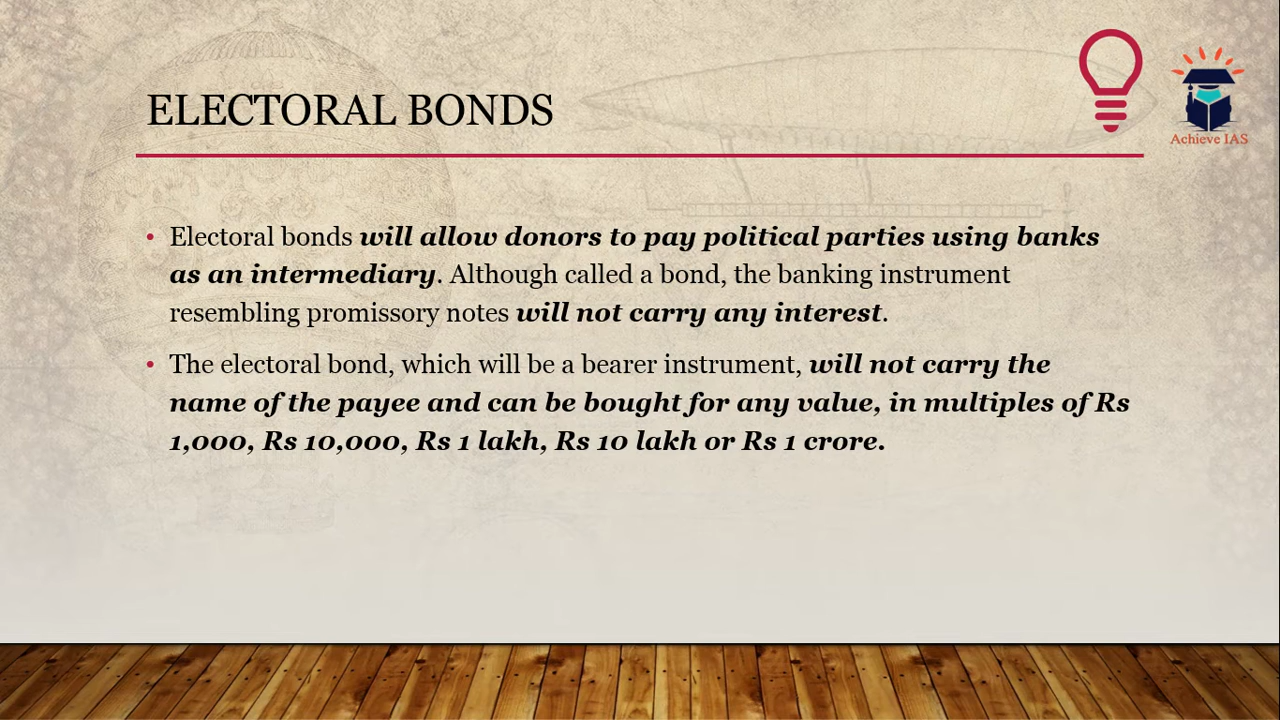 ELECTORAL BONDS
Achieve IAS
• Electoral bonds will allow donors to pay political parties using banks
as an intermediary. Although called a bond, the banking instrument
resembling promissory notes will not carry any interest.
• The electoral bond, which will be a bearer instrument, will not carry the
name of the payee and can be bought for any value, in multiples of Rs
1,000, Rs 10,000, Rs 1 lakh, Rs 10 lakh or Rs 1 crore.